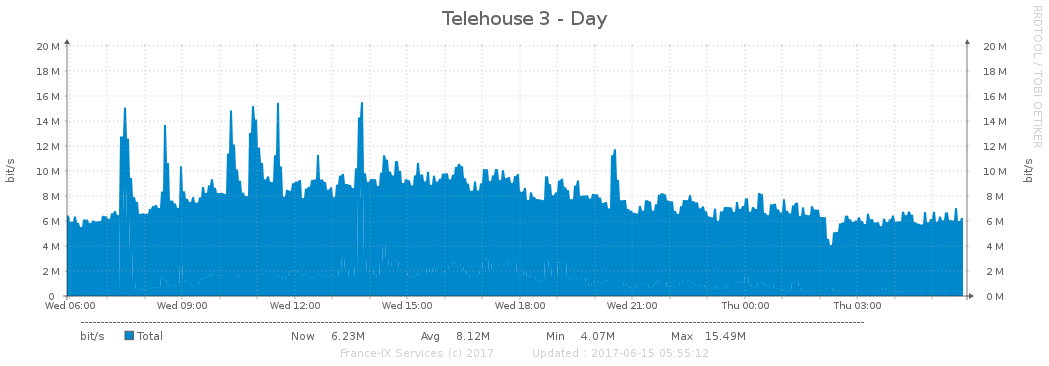 Telehouse 3 - Day
RRDTOOL / TOBI OETIKER
bit/s
20 M 20 M
18 M 18 M
16 M 16 M
14 M 14 M
12 M 12 M
10 M 10 M
8 M 8 M
6 M 6 M
4 M 4 M
2 M 2 M
0 0 M
bit/s
Wed 06:00 Wed 09:00 Wed 12:00 Wed 15:00 Wed 18:00 Wed 21:00 Thu 00:00 Thu 03:00
bit/s Total Now 6.23M Avg 8.12M Min 4.07M Max 15.49M
France-IX Services (c) 2017 Updated : 2017-06-15 05:55:12